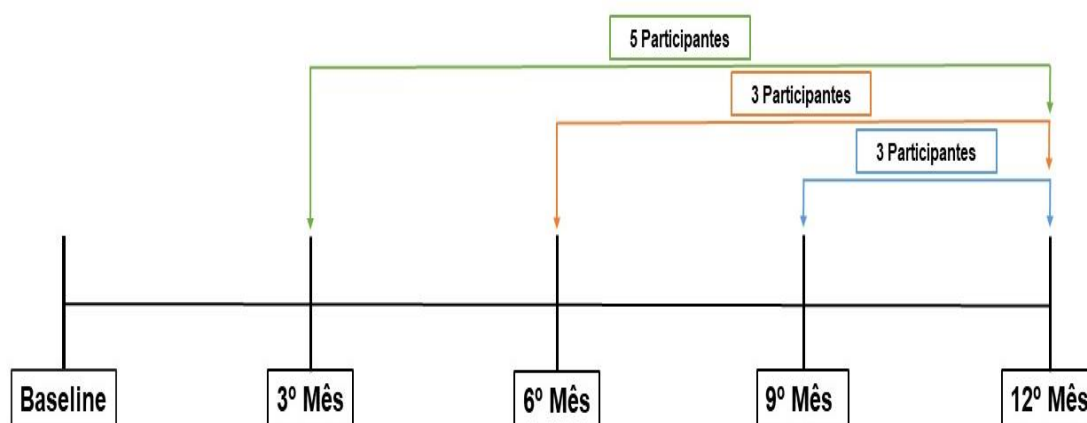 5 Participantes
3 Participantes
3 Participantes
Baseline
3º Mês
6º Mês
9º Mês
12º Mês